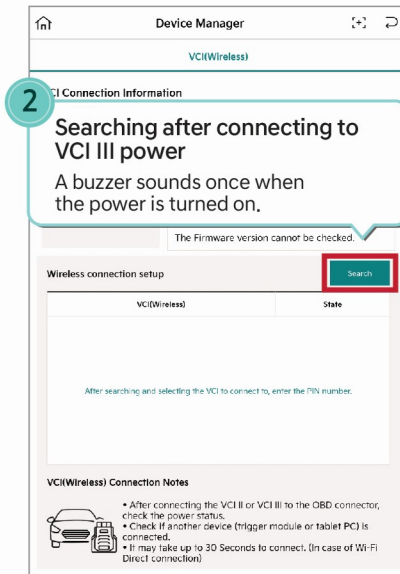 Device Manager
VCI(Wireless)
CI Connection Information
2
Searching after connecting to
VCI III power
A buzzer sounds once when
the power is turned on.
The Firmware version cannot be checked.
Wireless connection setup
Search
VCI(Wireless) State
After searching and selecting the VCI to connect to, enter the PIN number.
VCI(Wireless) Connection Notes
• After connecting the VCI II or VCI III to the OBD connector,
check the power status.
• Check if another device (trigger module or tablet PC) is
connected.
• It may take up to 30 Seconds to connect. (In case of Wi-Fi
Direct connection)